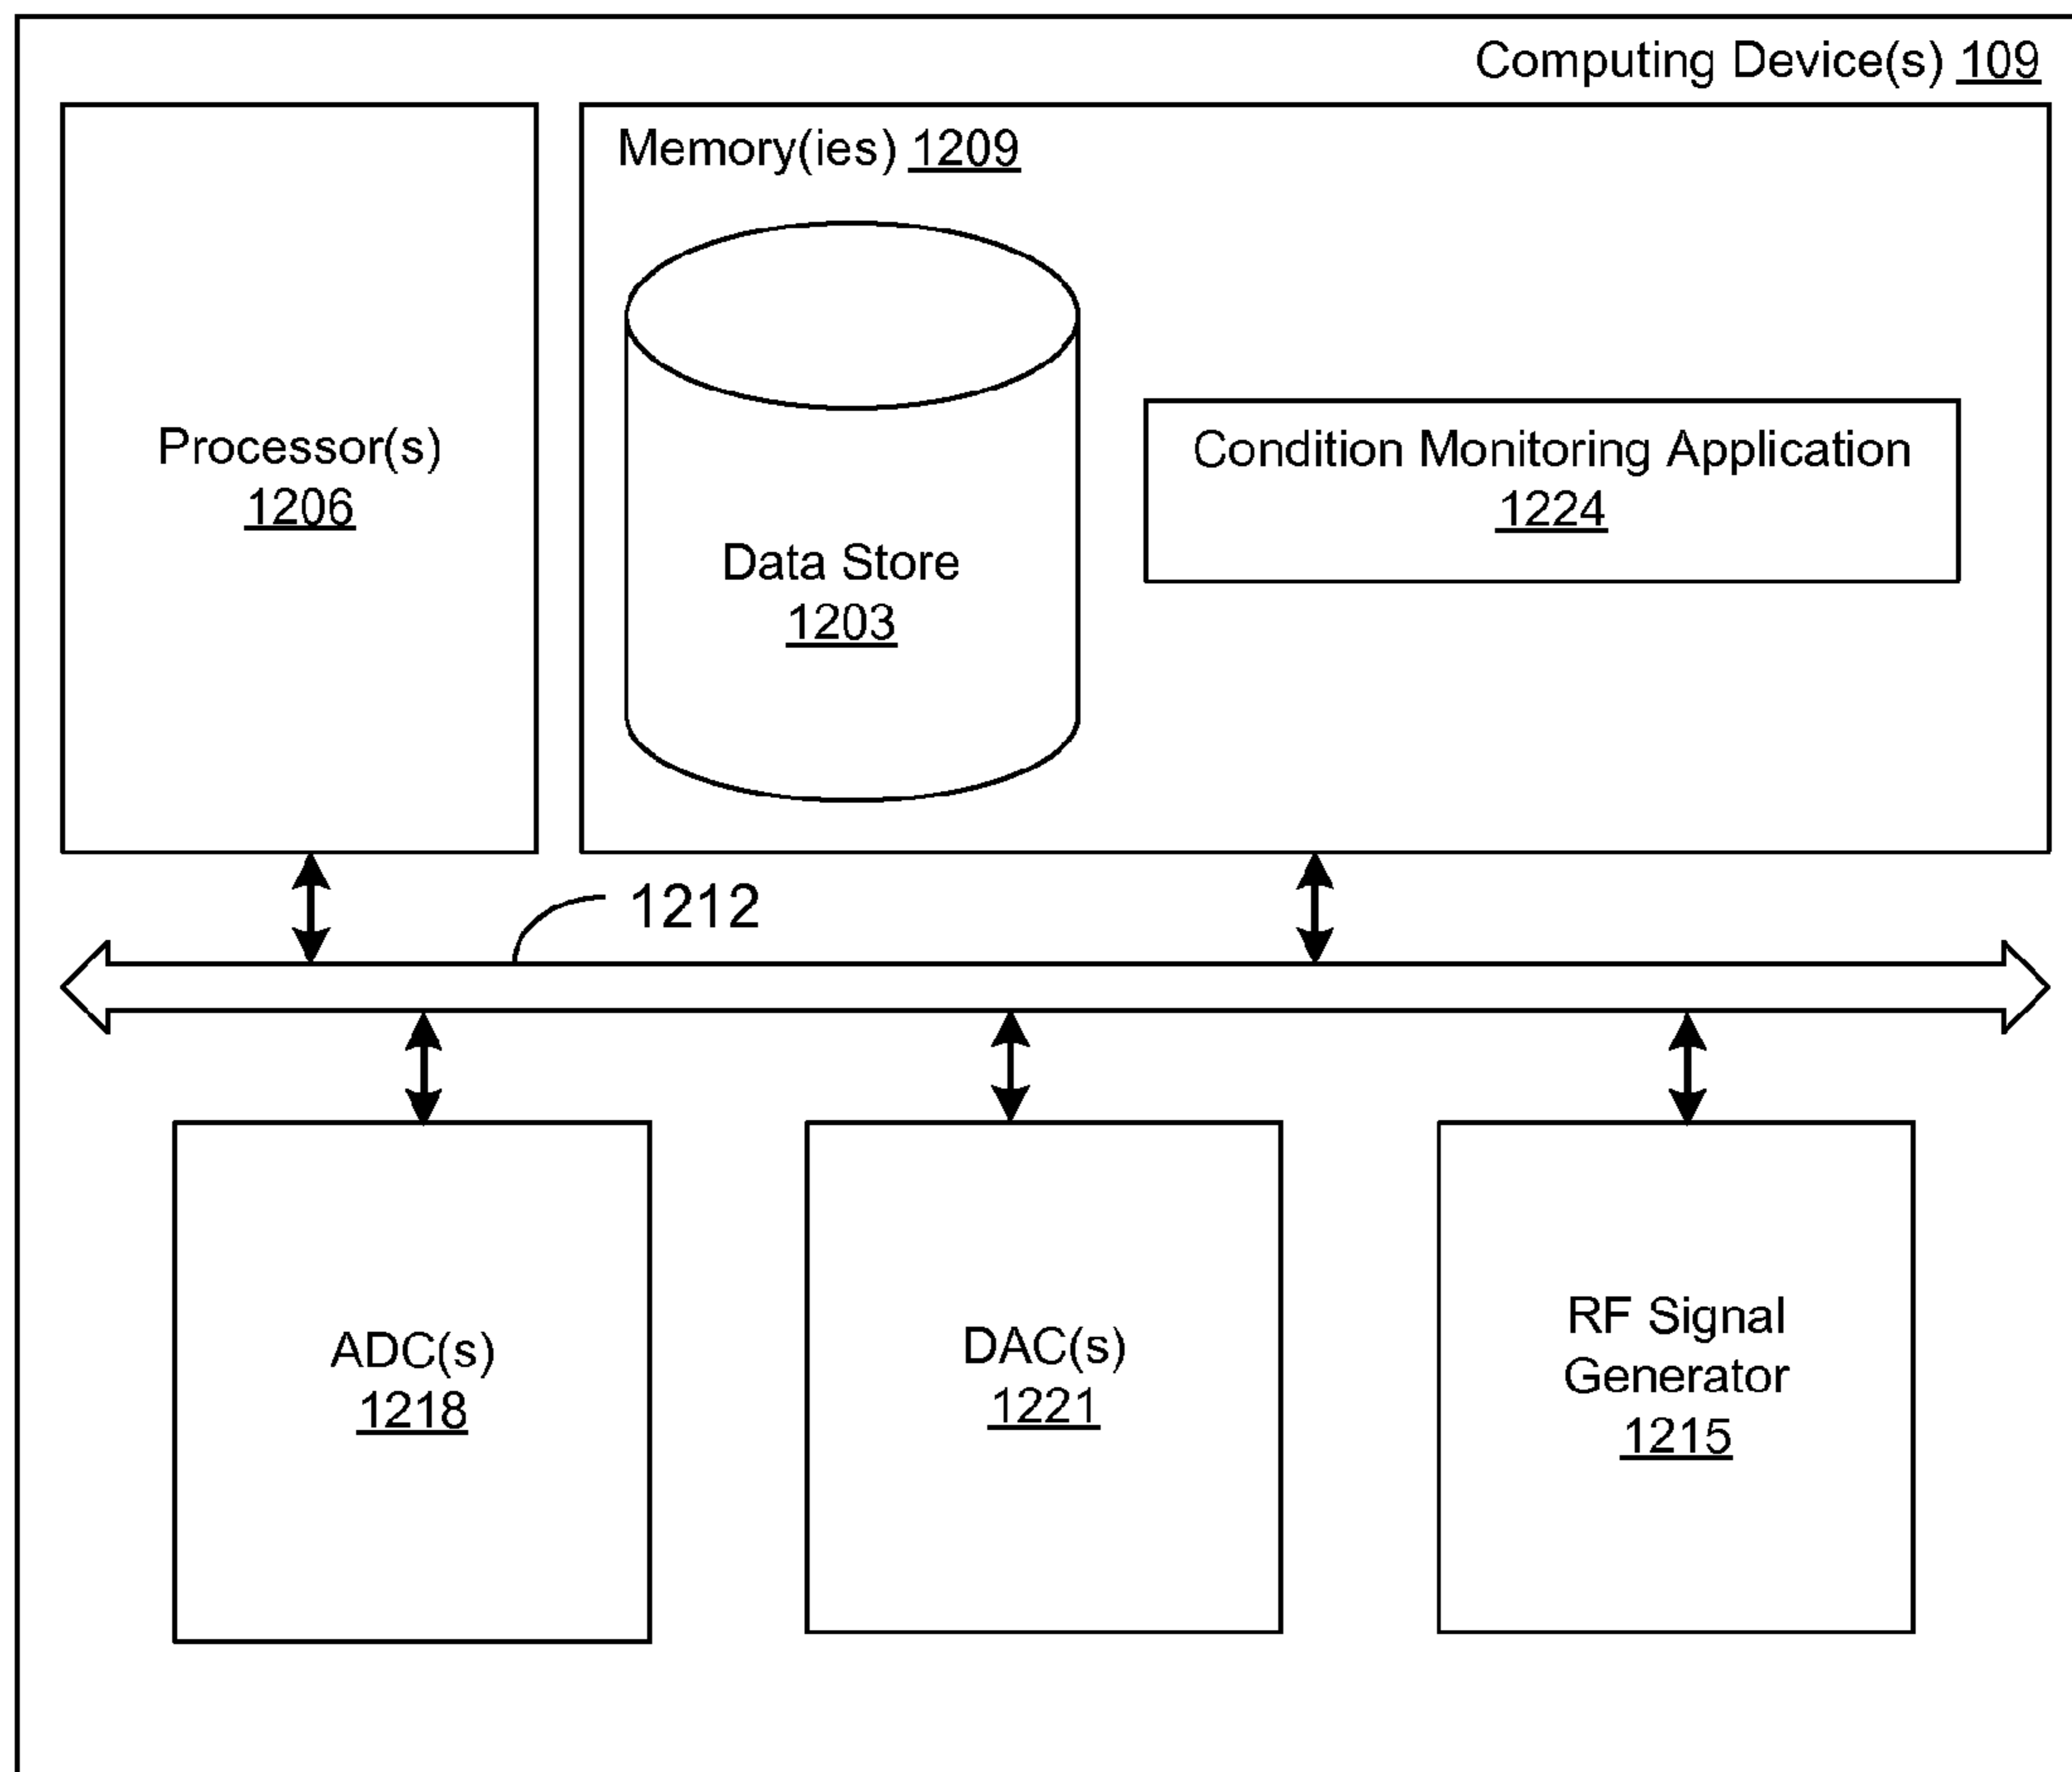 Computing Device(s) 109
Memory(ies) 1209
Processor(s)
1206
Data Store
1203
Condition Monitoring Application
1224
1212
ADC(s)
1218
DAC(s)
1221
RF Signal
Generator
1215